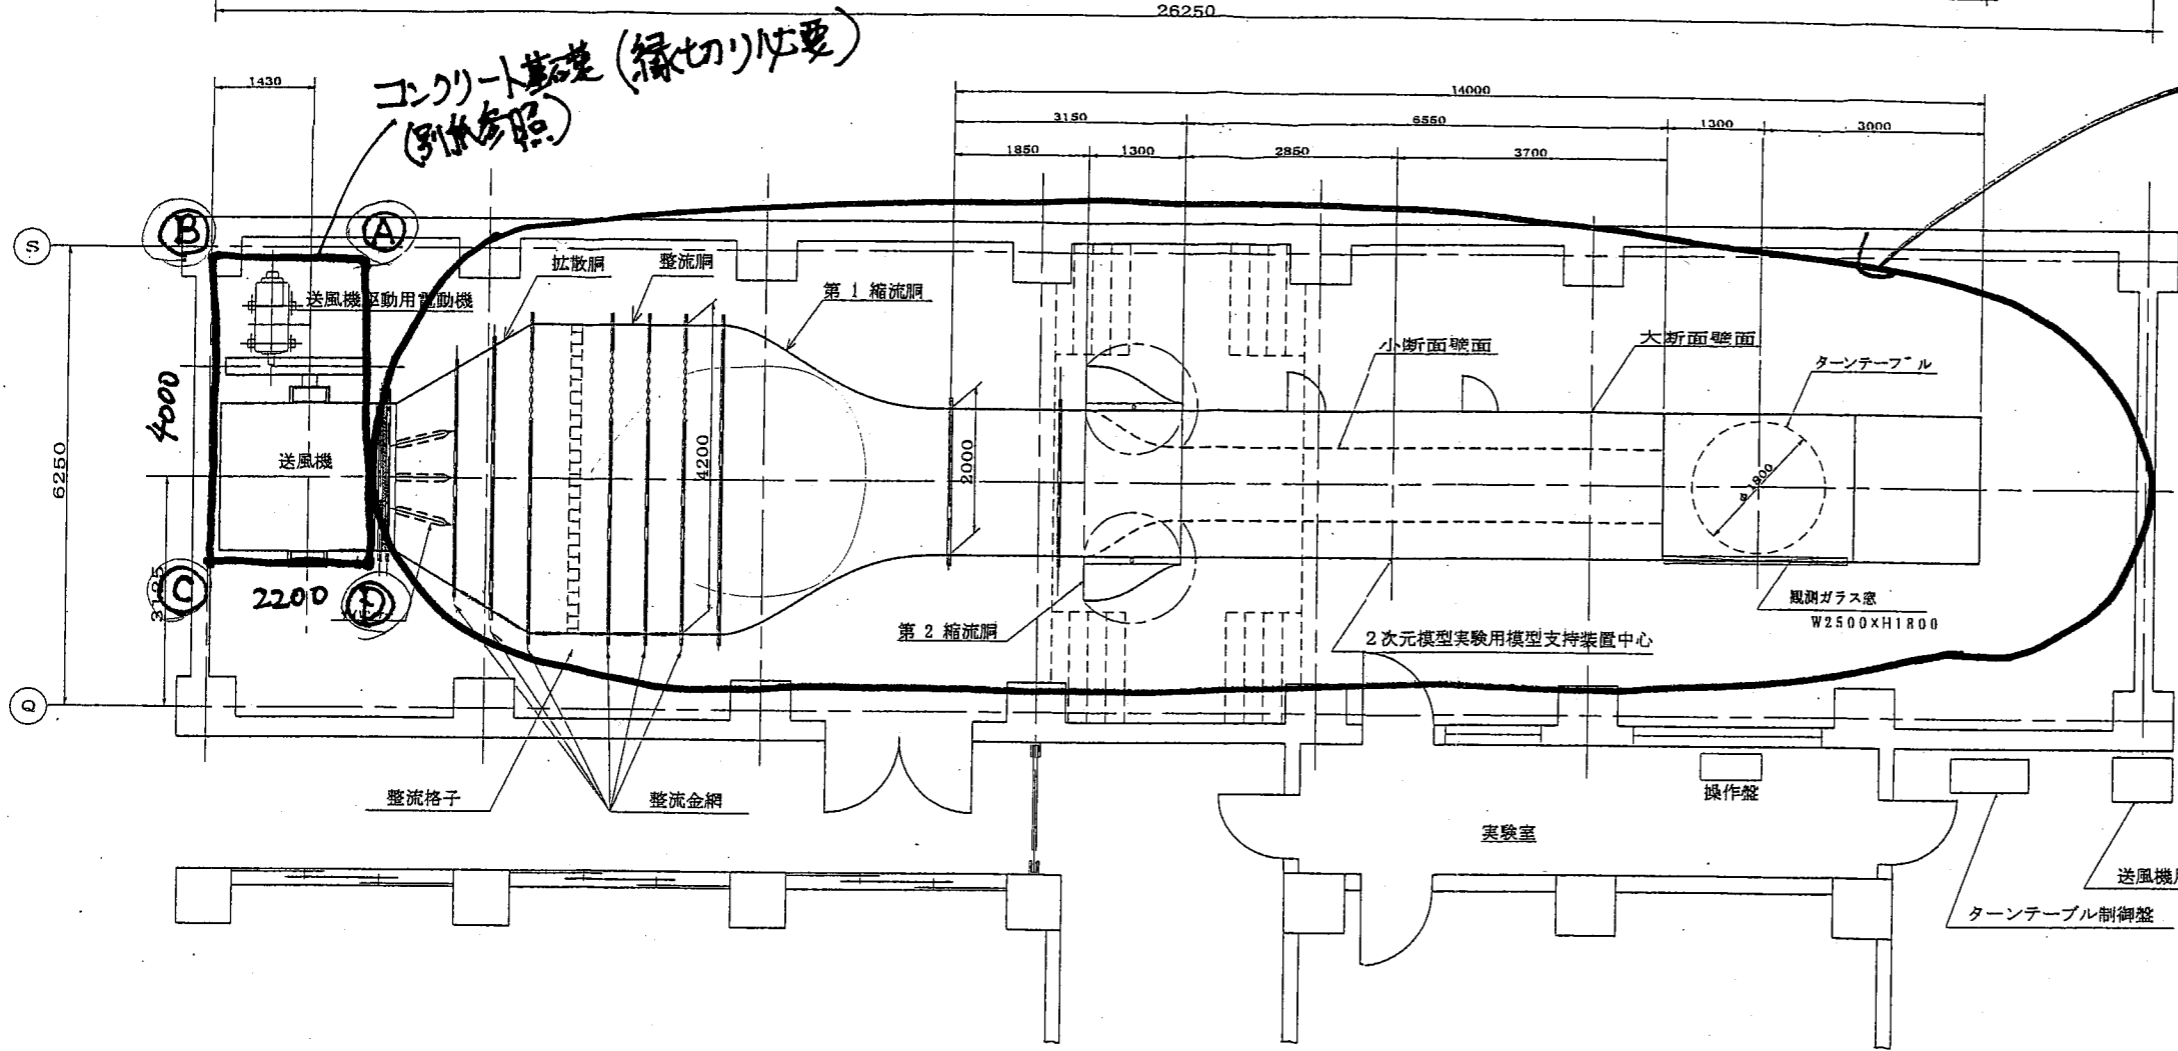 26250
コンクリート基礎(縁切り必要)
(別紙参照)
1430
14000
3150
6550
1300
3000
1850
1300
2850
3700
B
A
S
拡散胴
整流胴
第1縮流胴
送風機駆動用電動機
小断面壁面
大断面壁面
ターンテーブル
4000
6250
送風機
4200
2000
φ1800
C
3125
2200
観測ガラス窓
W2500×H1800
第2縮流胴
2次元模型実験用模型支持装置中心
Q
整流格子
整流金網
操作盤
実験室
送風機
ターンテーブル制御盤